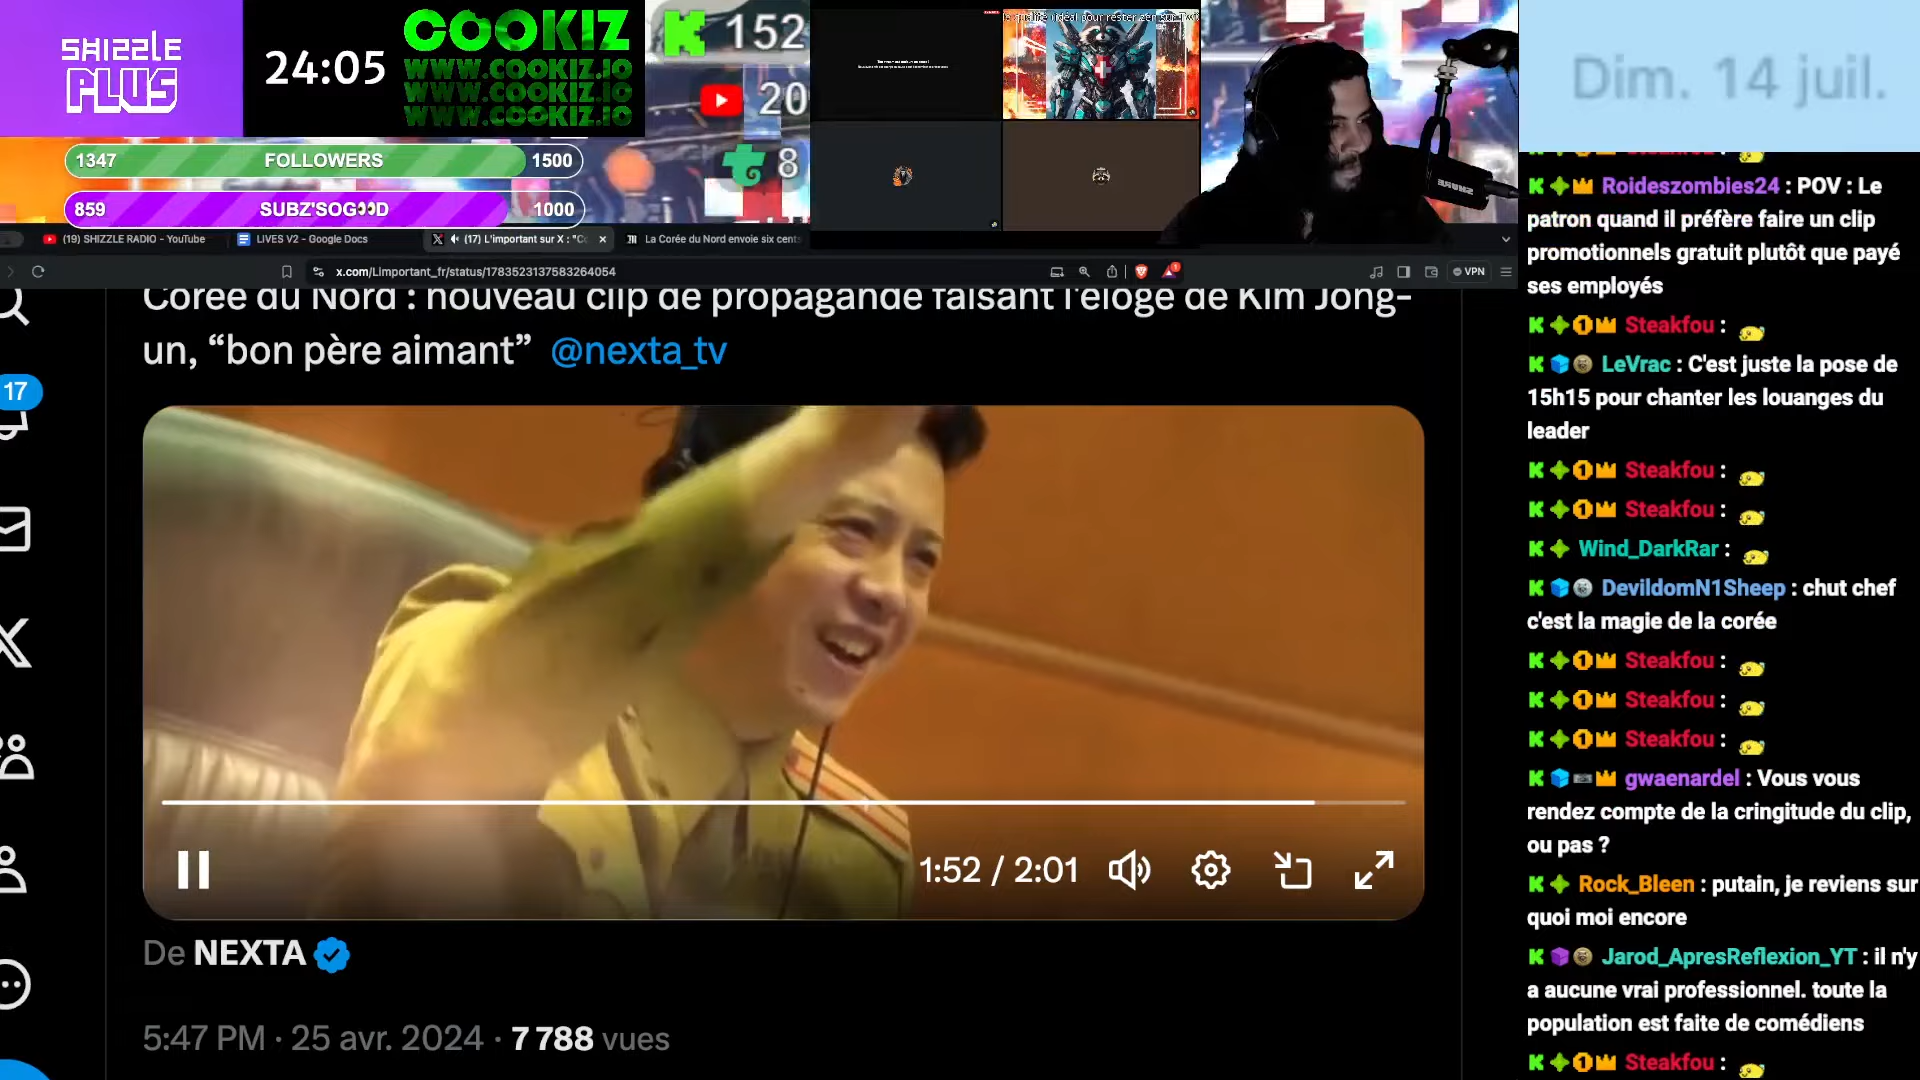 SHIZZLE
PLUS
24:05
COOKIZ
WWW.COOKIZ.IO
WWW.COOKIZ.IO
WWW.COOKIZ.IO
152
20
8
1347 FOLLOWERS 1500
859 SUBZ'SOG👀D 1000
Dim. 14 juil.
(19) SHIZZLE RADIO - YouTube
LIVES V2 - Google Docs
(17) L'important sur X : "Co
La Corée du Nord envoie six cents
x.com/Limportant_fr/status/1783523137583264054
VPN
Corée du Nord : nouveau clip de propagande faisant l'éloge de Kim Jong-
un, “bon père aimant” @nexta_tv
17
1:52 / 2:01
De NEXTA
5:47 PM · 25 avr. 2024 · 7 788 vues
Steakfou :
Roideszombies24 : POV : Le
patron quand il préfère faire un clip
promotionnels gratuit plutôt que payé
ses employés
Steakfou :
LeVrac : C'est juste la pose de
15h15 pour chanter les louanges du
leader
Steakfou :
Steakfou :
Wind_DarkRar :
DevildomN1Sheep : chut chef
c'est la magie de la corée
Steakfou :
Steakfou :
Steakfou :
gwaenardel : Vous vous
rendez compte de la cringitude du clip,
ou pas ?
Rock_Bleen : putain, je reviens sur
quoi moi encore
Jarod_ApresReflexion_YT : il n'y
a aucune vrai professionnel. toute la
population est faite de comédiens
Steakfou :